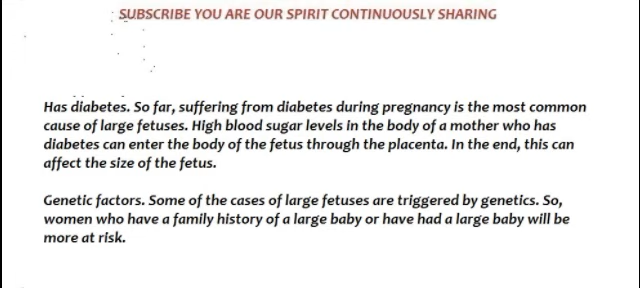 SUBSCRIBE YOU ARE OUR SPIRIT CONTINUOUSLY SHARING
Has diabetes. So far, suffering from diabetes during pregnancy is the most common
cause of large fetuses. High blood sugar levels in the body of a mother who has
diabetes can enter the body of the fetus through the placenta. In the end, this can
affect the size of the fetus.
Genetic factors. Some of the cases of large fetuses are triggered by genetics. So,
women who have a family history of a large baby or have had a large baby will be
more at risk.